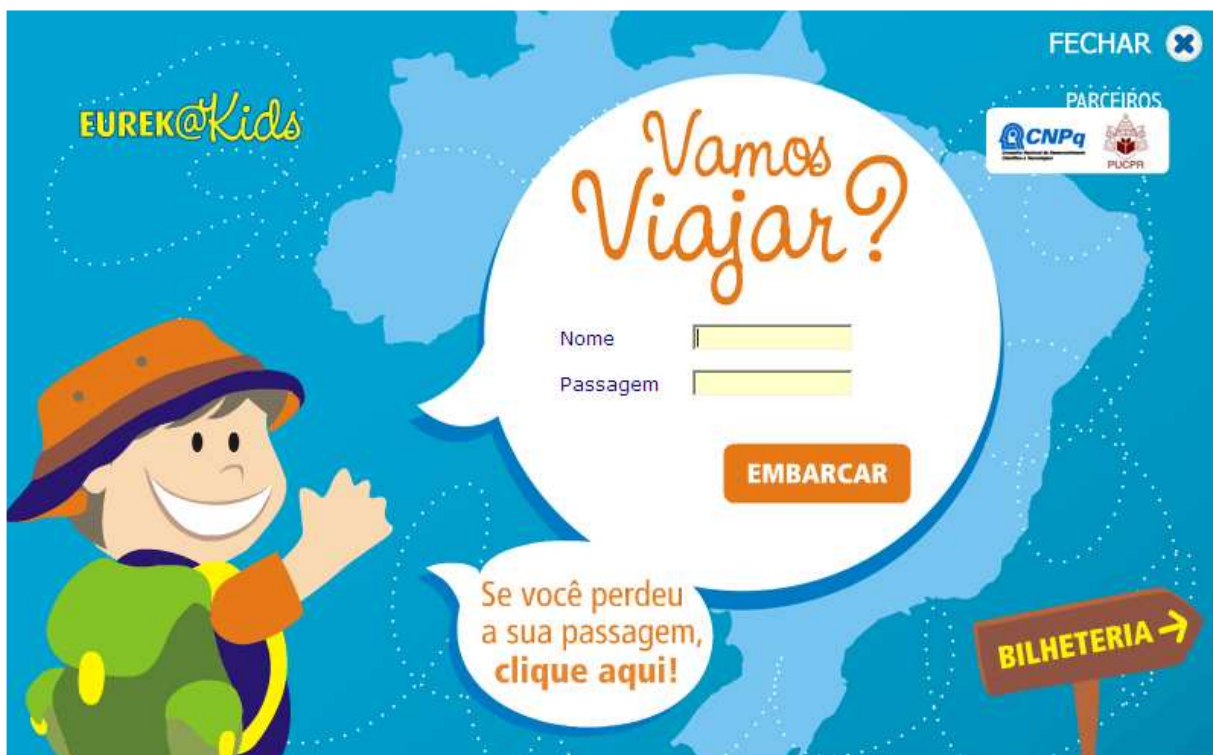 FECHAR
EUREK@Kids
PARCEIROS
CNPq
PUCPR
Vamos
Viajar?
Nome
Passagem
EMBARCAR
Se você perdeu
a sua passagem,
clique aqui!
BILHETERIA